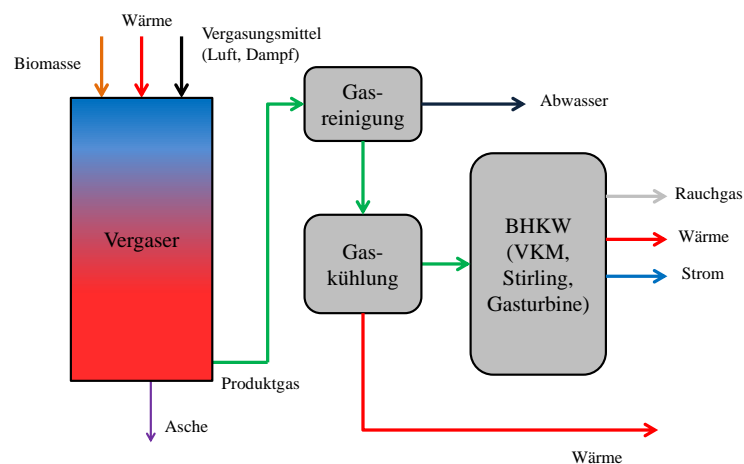 Wärme
Vergasungsmittel
(Luft, Dampf)
Biomasse
Gas-
reinigung
Abwasser
Vergaser
Gas-
kühlung
BHKW
(VKM,
Stirling,
Gasturbine)
Rauchgas
Wärme
Strom
Produktgas
Asche
Wärme